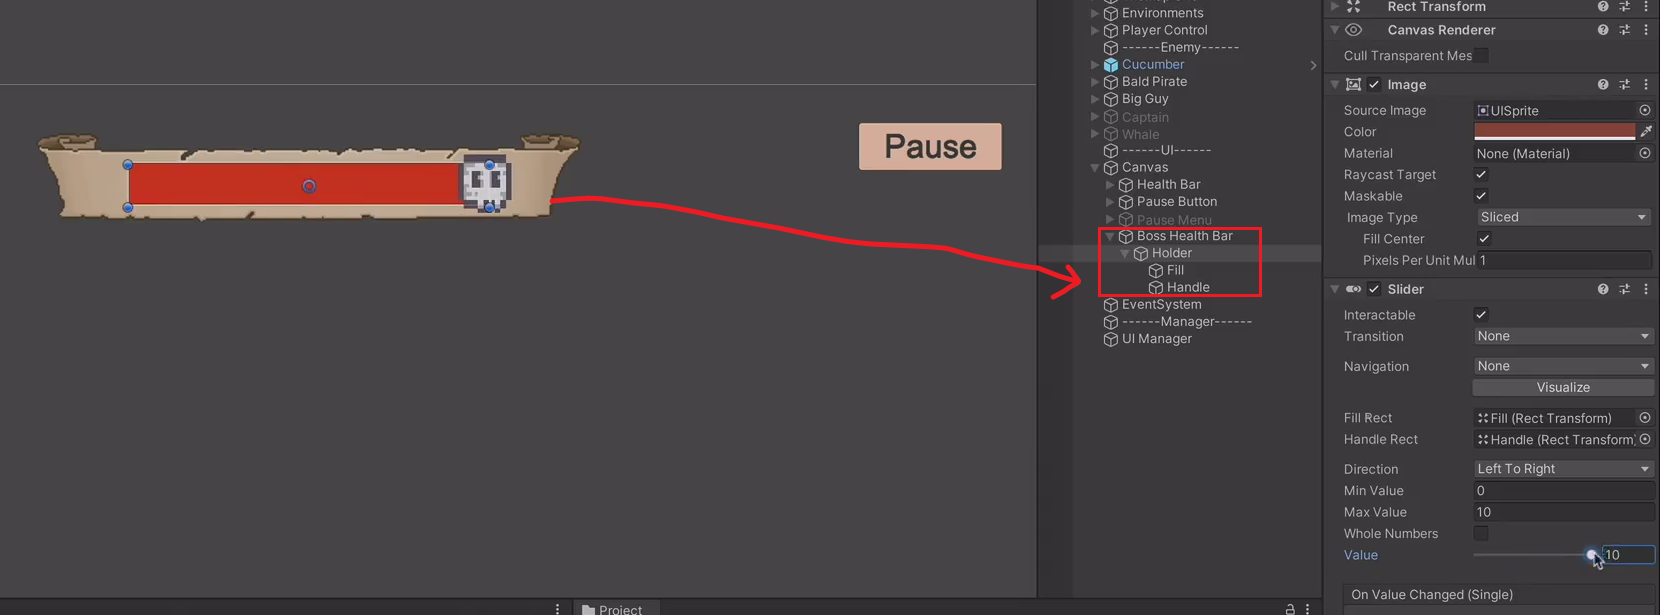 Pause
Project
Environments
Player Control
------Enemy------
Cucumber
Bald Pirate
Big Guy
Captain
Whale
------UI------
Canvas
Health Bar
Pause Button
Pause Menu
Boss Health Bar
Holder
Fill
Handle
EventSystem
------Manager------
UI Manager
Rect Transform
Canvas Renderer
Cull Transparent Mes
Image
Source Image UISprite
Color
Material None (Material)
Raycast Target
Maskable
Image Type Sliced
Fill Center
Pixels Per Unit Mul 1
Slider
Interactable
Transition None
Navigation None
Visualize
Fill Rect Fill (Rect Transform)
Handle Rect Handle (Rect Transform)
Direction Left To Right
Min Value 0
Max Value 10
Whole Numbers
Value 10
On Value Changed (Single)